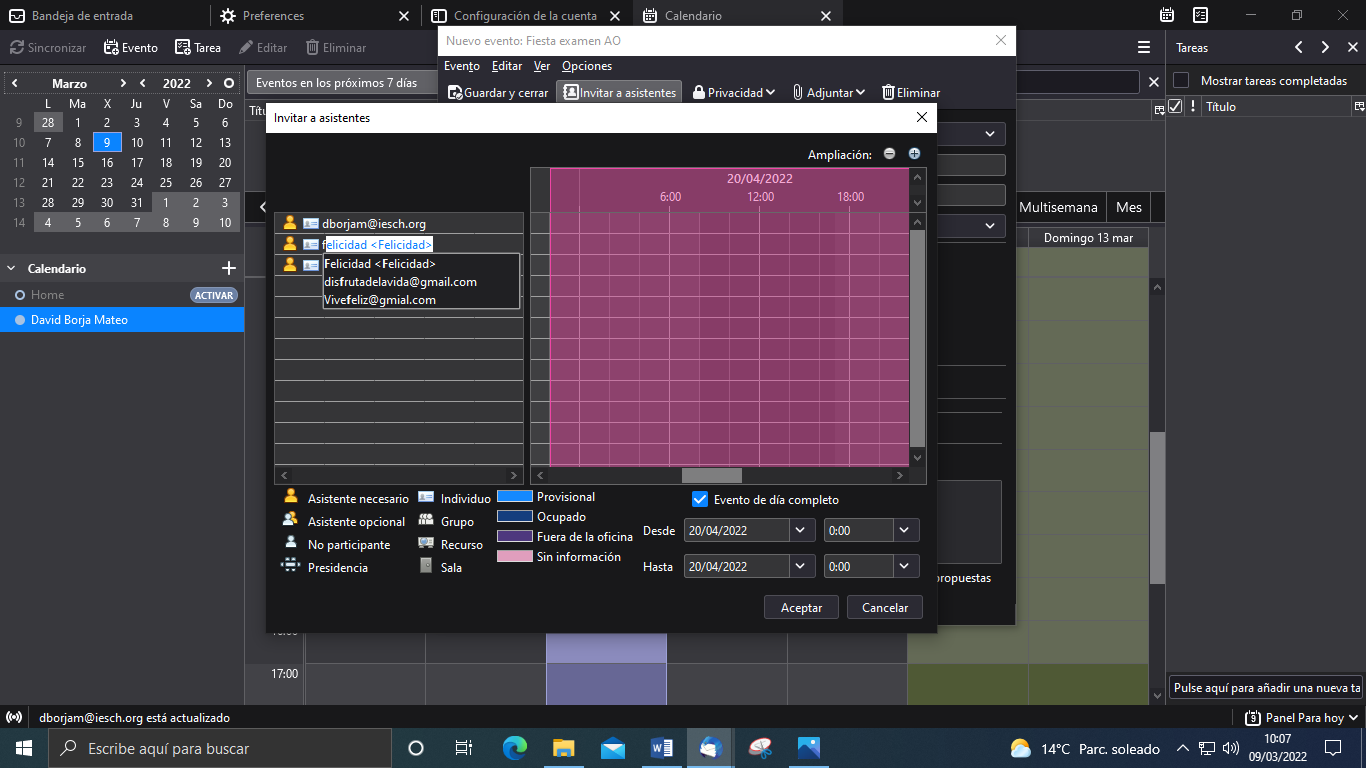 Bandeja de entrada
Preferences
Configuración de la cuenta
Calendario
Sincronizar
Evento
Tarea
Editar
Eliminar
Nuevo evento: Fiesta examen AO
Evento Editar Ver Opciones
Guardar y cerrar
Invitar a asistentes
Privacidad
Adjuntar
Eliminar
Tareas
Mostrar tareas completadas
Título
Marzo 2022
L Ma X Ju V Sa Do
9 28 1 2 3 4 5 6
10 7 8 9 10 11 12 13
11 14 15 16 17 18 19 20
12 21 22 23 24 25 26 27
13 28 29 30 31 1 2 3
14 4 5 6 7 8 9 10
Calendario
Home
ACTIVAR
David Borja Mateo
Eventos en los próximos 7 días
Multisemana
Mes
Domingo 13 mar
Invitar a asistentes
Ampliación:
20/04/2022
6:00 12:00 18:00
dborjam@iesch.org
felicidad <Felicidad>
Felicidad <Felicidad>
disfrutadelavida@gmail.com
Vivefeliz@gmial.com
Asistente necesario
Asistente opcional
No participante
Presidencia
Individuo
Grupo
Recurso
Sala
Provisional
Ocupado
Fuera de la oficina
Sin información
Evento de día completo
Desde 20/04/2022 0:00
Hasta 20/04/2022 0:00
Aceptar
Cancelar
propuestas
17:00
Pulse aquí para añadir una nueva ta
dborjam@iesch.org está actualizado
9 Panel Para hoy
Escribe aquí para buscar
14°C Parc. soleado
10:07
09/03/2022